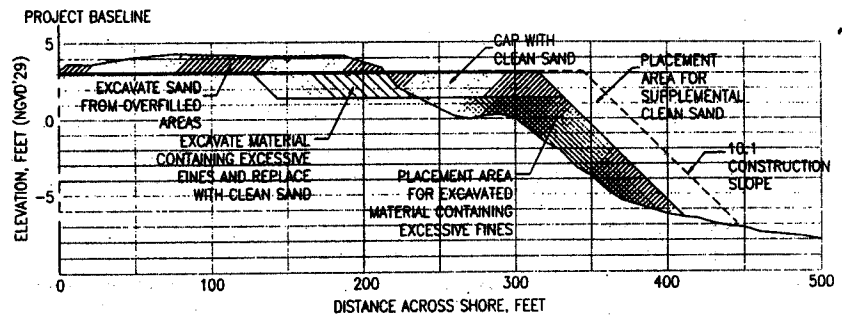 PROJECT BASELINE
CAP WITH
CLEAN SAND
PLACEMENT
AREA FOR
SUPPLEMENTAL
CLEAN SAND
EXCAVATE SAND
FROM OVERFILLED
AREAS
EXCAVATE MATERIAL
CONTAINING EXCESSIVE
FINES AND REPLACE
WITH CLEAN SAND
PLACEMENT AREA
FOR EXCAVATED
MATERIAL CONTAINING
EXCESSIVE FINES
10:1
CONSTRUCTION
SLOPE
ELEVATION, FEET (NGVD'29)
5
0
-5
0
100
200
300
400
500
DISTANCE ACROSS SHORE, FEET